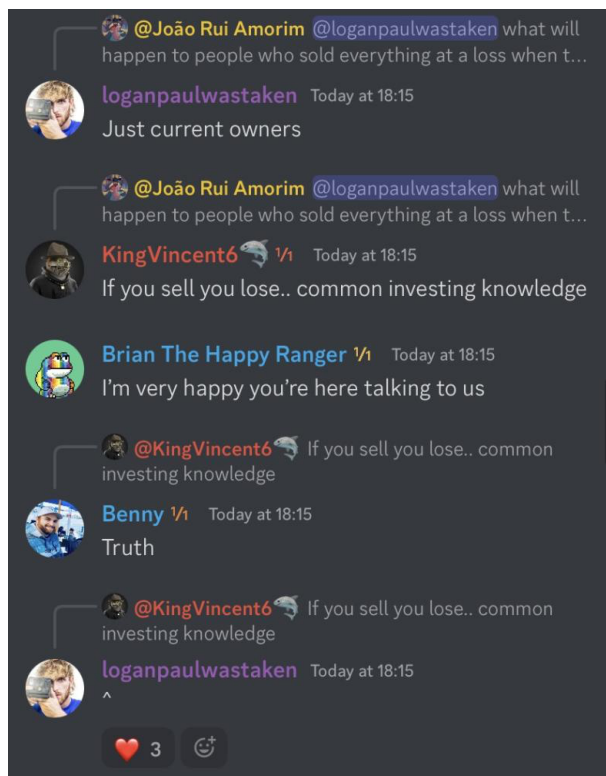 @João Rui Amorim @loganpaulwastaken what will
happen to people who sold everything at a loss when t...
loganpaulwastaken Today at 18:15
Just current owners
@João Rui Amorim @loganpaulwastaken what will
happen to people who sold everything at a loss when t...
KingVincent6🦈 1/1 Today at 18:15
If you sell you lose.. common investing knowledge
Brian The Happy Ranger 1/1 Today at 18:15
I'm very happy you're here talking to us
@KingVincent6🦈 If you sell you lose.. common
investing knowledge
Benny 1/1 Today at 18:15
Truth
@KingVincent6🦈 If you sell you lose.. common
investing knowledge
loganpaulwastaken Today at 18:15
^
❤️ 3